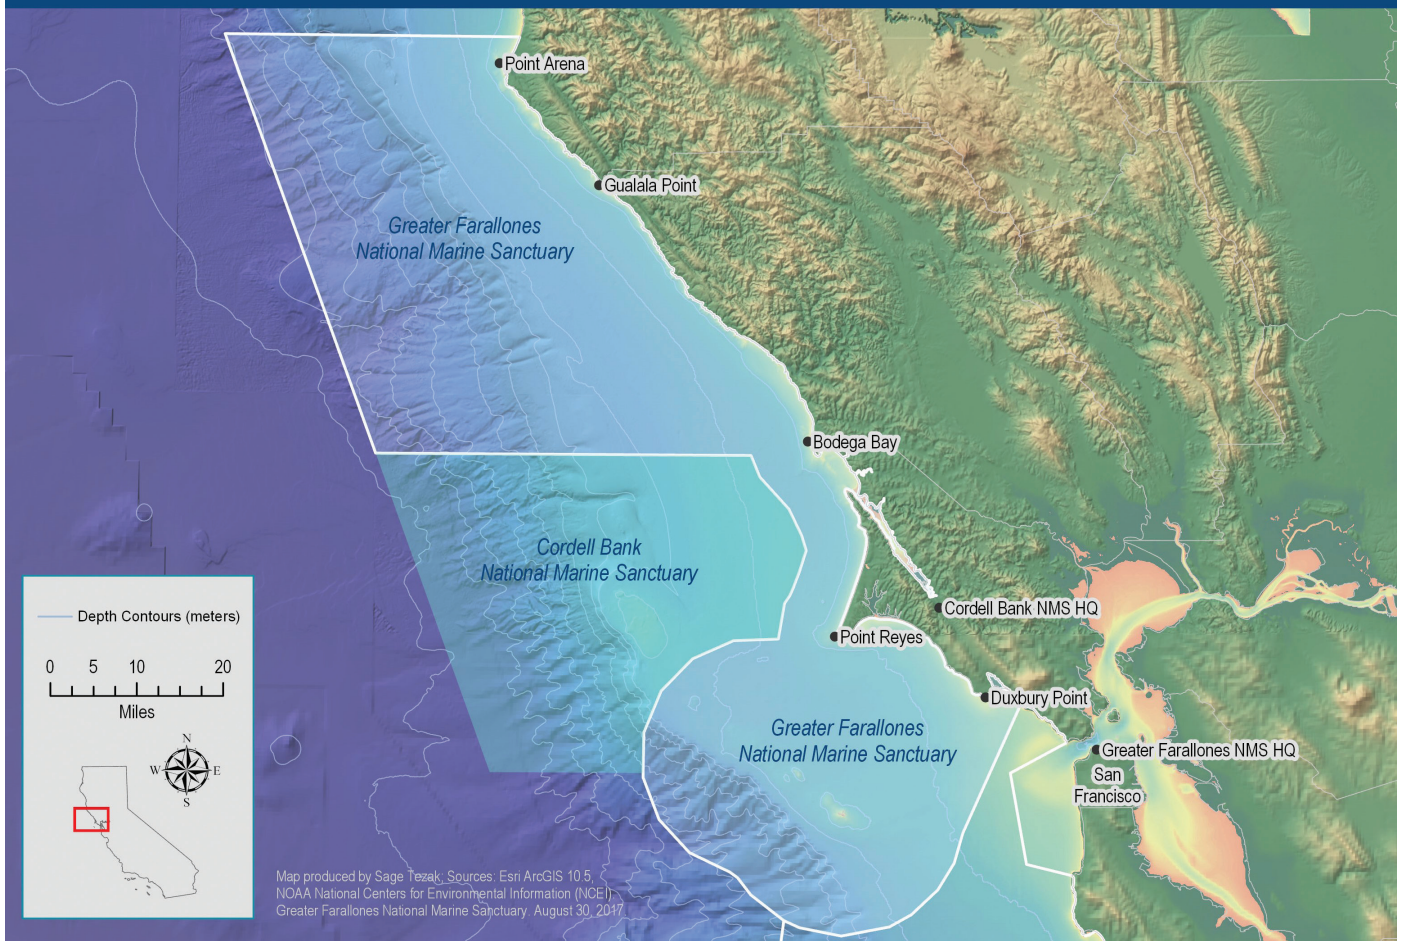 Point Arena
Gualala Point
Greater Farallones
National Marine Sanctuary
Bodega Bay
Cordell Bank
National Marine Sanctuary
Cordell Bank NMS HQ
Point Reyes
Duxbury Point
Greater Farallones
National Marine Sanctuary
Greater Farallones NMS HQ
San
Francisco
Depth Contours (meters)
0 5 10 20
Miles
N
W E
S
Map produced by Sage Tezak; Sources: Esri ArcGIS 10.5,
NOAA National Centers for Environmental Information (NCEI)
Greater Farallones National Marine Sanctuary. August 30, 2017